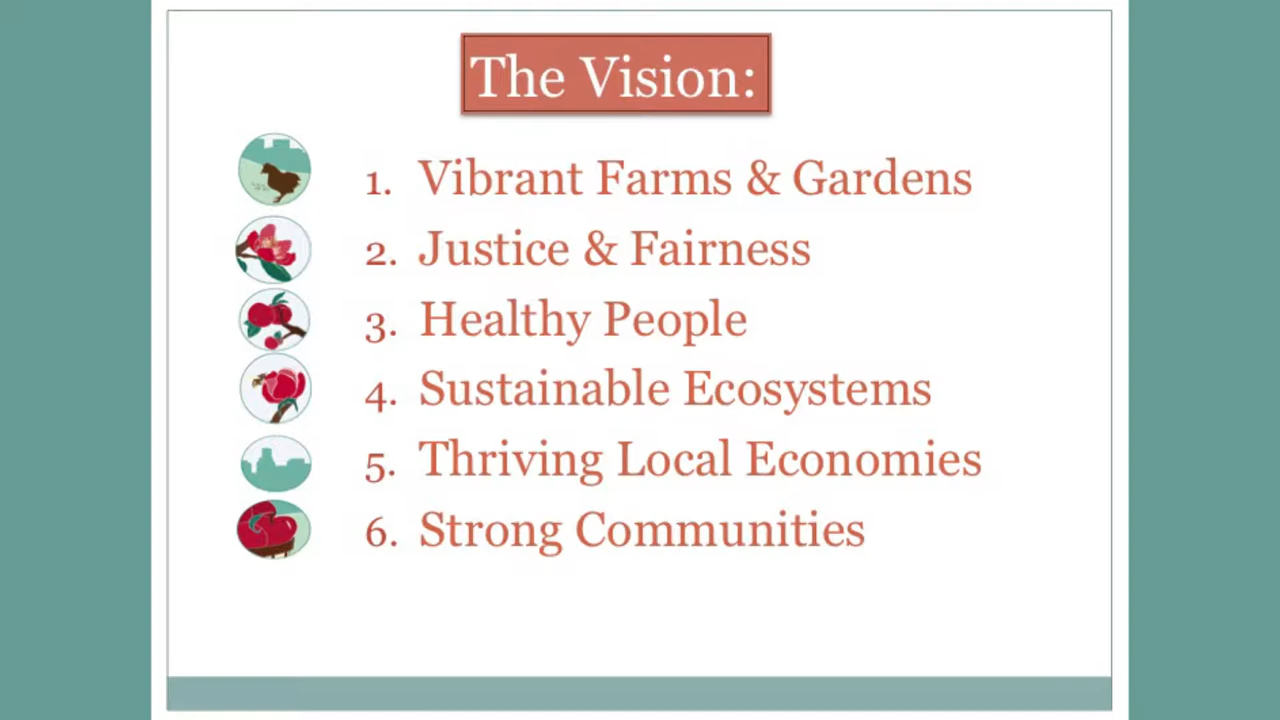 The Vision:
1. Vibrant Farms & Gardens
2. Justice & Fairness
3. Healthy People
4. Sustainable Ecosystems
5. Thriving Local Economies
6. Strong Communities